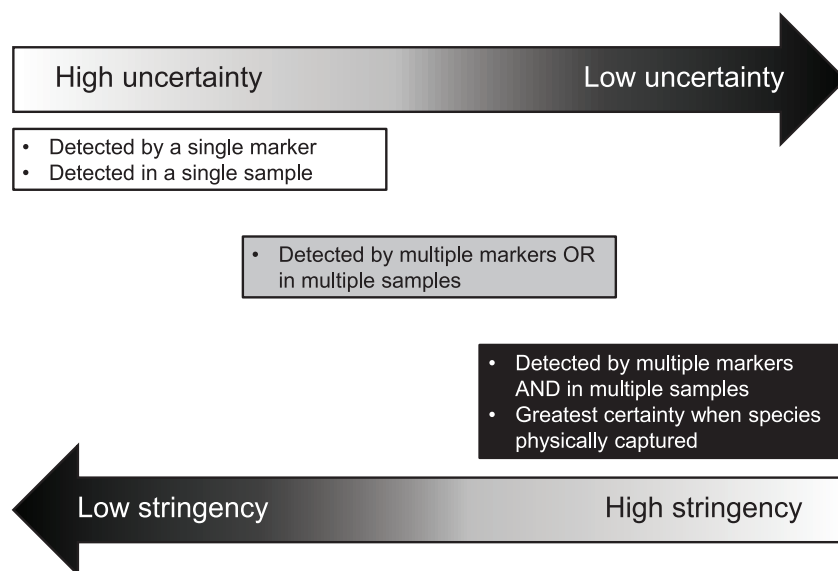 High uncertainty Low uncertainty
• Detected by a single marker
• Detected in a single sample
• Detected by multiple markers OR
in multiple samples
• Detected by multiple markers
AND in multiple samples
• Greatest certainty when species
physically captured
Low stringency High stringency